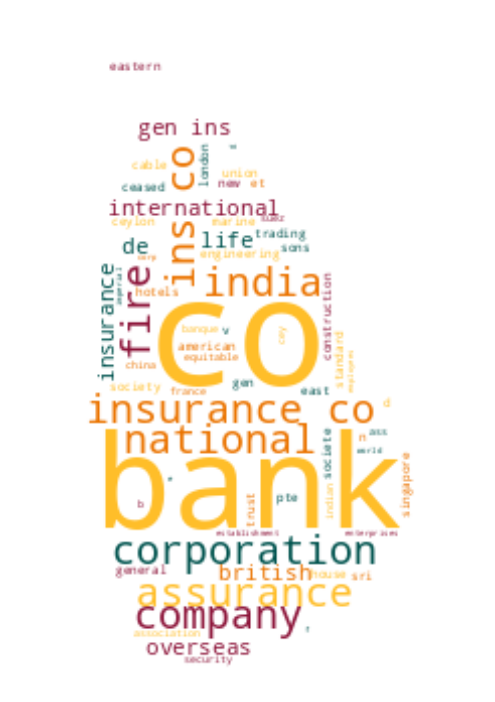 eastern
gen ins
ins co
london
cable
union
ceased
new et
international
suez
ceylon
marine
trading
de
life
sons
engineering
corp
insurance
imperial
fire
hotels
india
construction
co
banque
v
cey
american
equitable
standard
employees
china
society
france
gen
east
insurance co
d
national
n
ass
world
societe
bank
b
pte
trust
indian
singapore
establishment
enterprises
corporation
general
british
house
sri
assurance
company
association
overseas
security